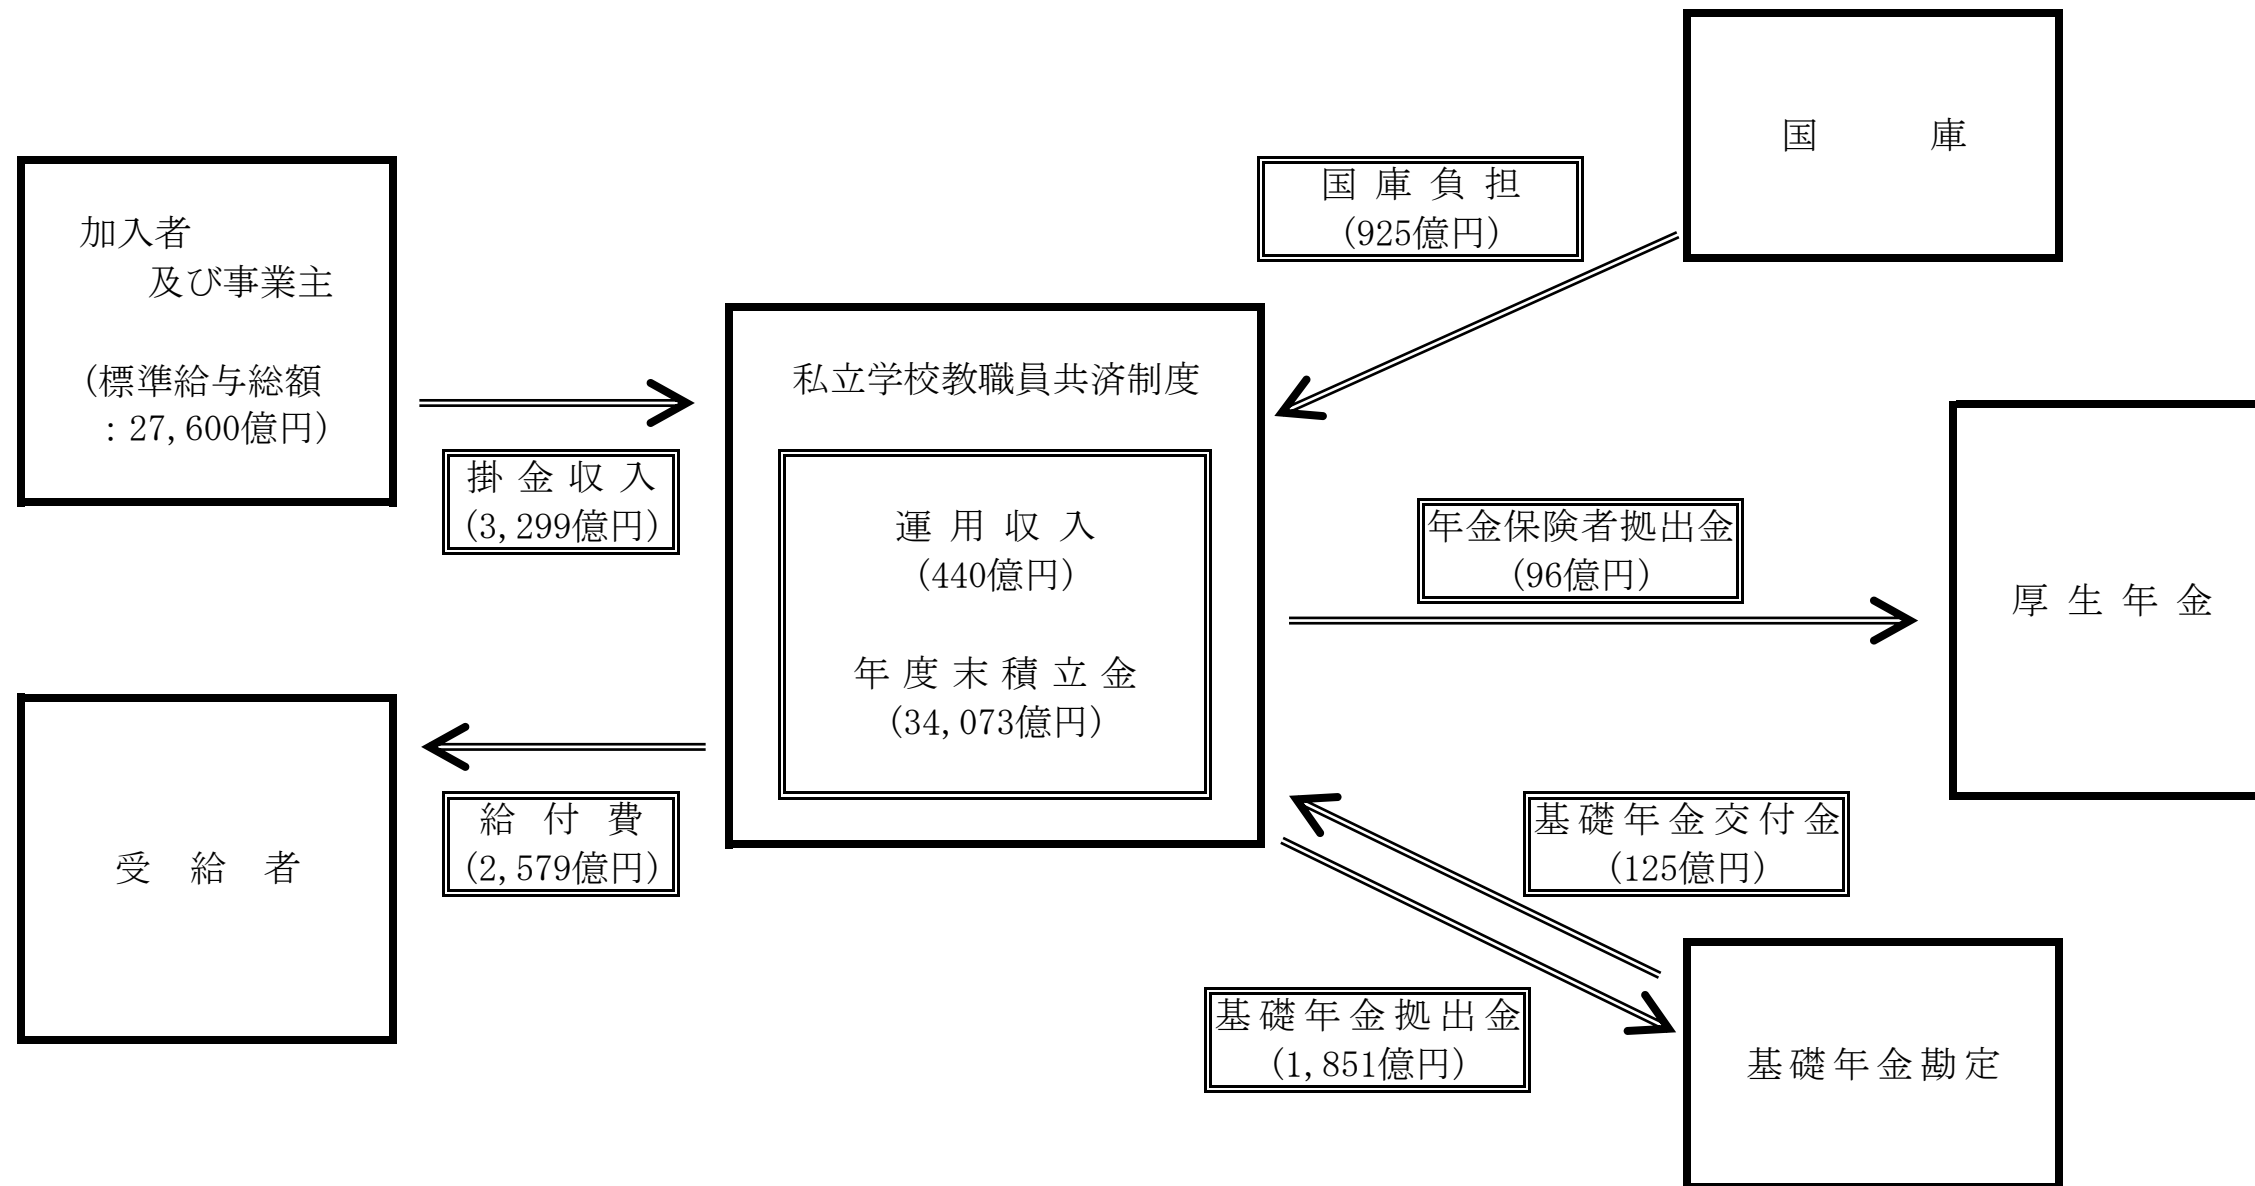 国庫
国庫負担
(925億円)
加入者
及び事業主
(標準給与総額
:27,600億円)
掛金収入
(3,299億円)
私立学校教職員共済制度
運用収入
(440億円)
年度末積立金
(34,073億円)
年金保険者拠出金
(96億円)
厚生年金
受給者
給付費
(2,579億円)
基礎年金交付金
(125億円)
基礎年金拠出金
(1,851億円)
基礎年金勘定